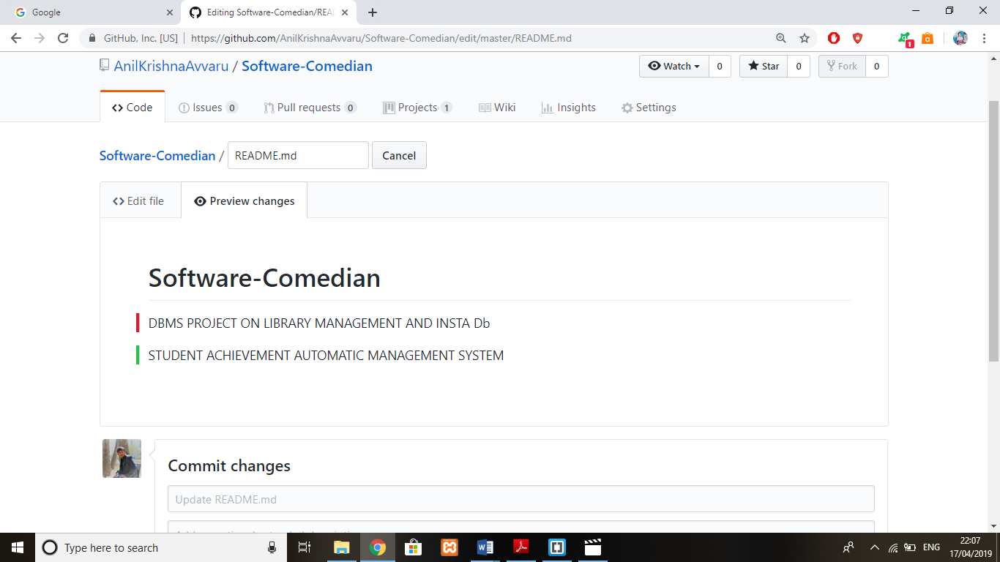 Google
Editing Software-Comedian/READ
GitHub, Inc. [US] | https://github.com/AnilKrishnaAvvaru/Software-Comedian/edit/master/README.md
1
AnilKrishnaAvvaru / Software-Comedian
Watch 0 Star 0 Fork 0
Code Issues 0 Pull requests 0 Projects 1 Wiki Insights Settings
Software-Comedian / README.md Cancel
Edit file Preview changes
Software-Comedian
DBMS PROJECT ON LIBRARY MANAGEMENT AND INSTA Db
STUDENT ACHIEVEMENT AUTOMATIC MANAGEMENT SYSTEM
Commit changes
Update README.md
Type here to search
ENG
22:07
17/04/2019